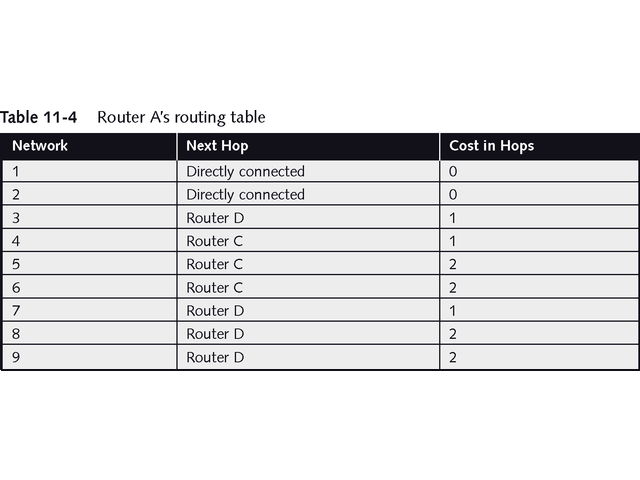 Table 11-4 Router A's routing table
Network Next Hop Cost in Hops
1 Directly connected 0
2 Directly connected 0
3 Router D 1
4 Router C 1
5 Router C 2
6 Router C 2
7 Router D 1
8 Router D 2
9 Router D 2